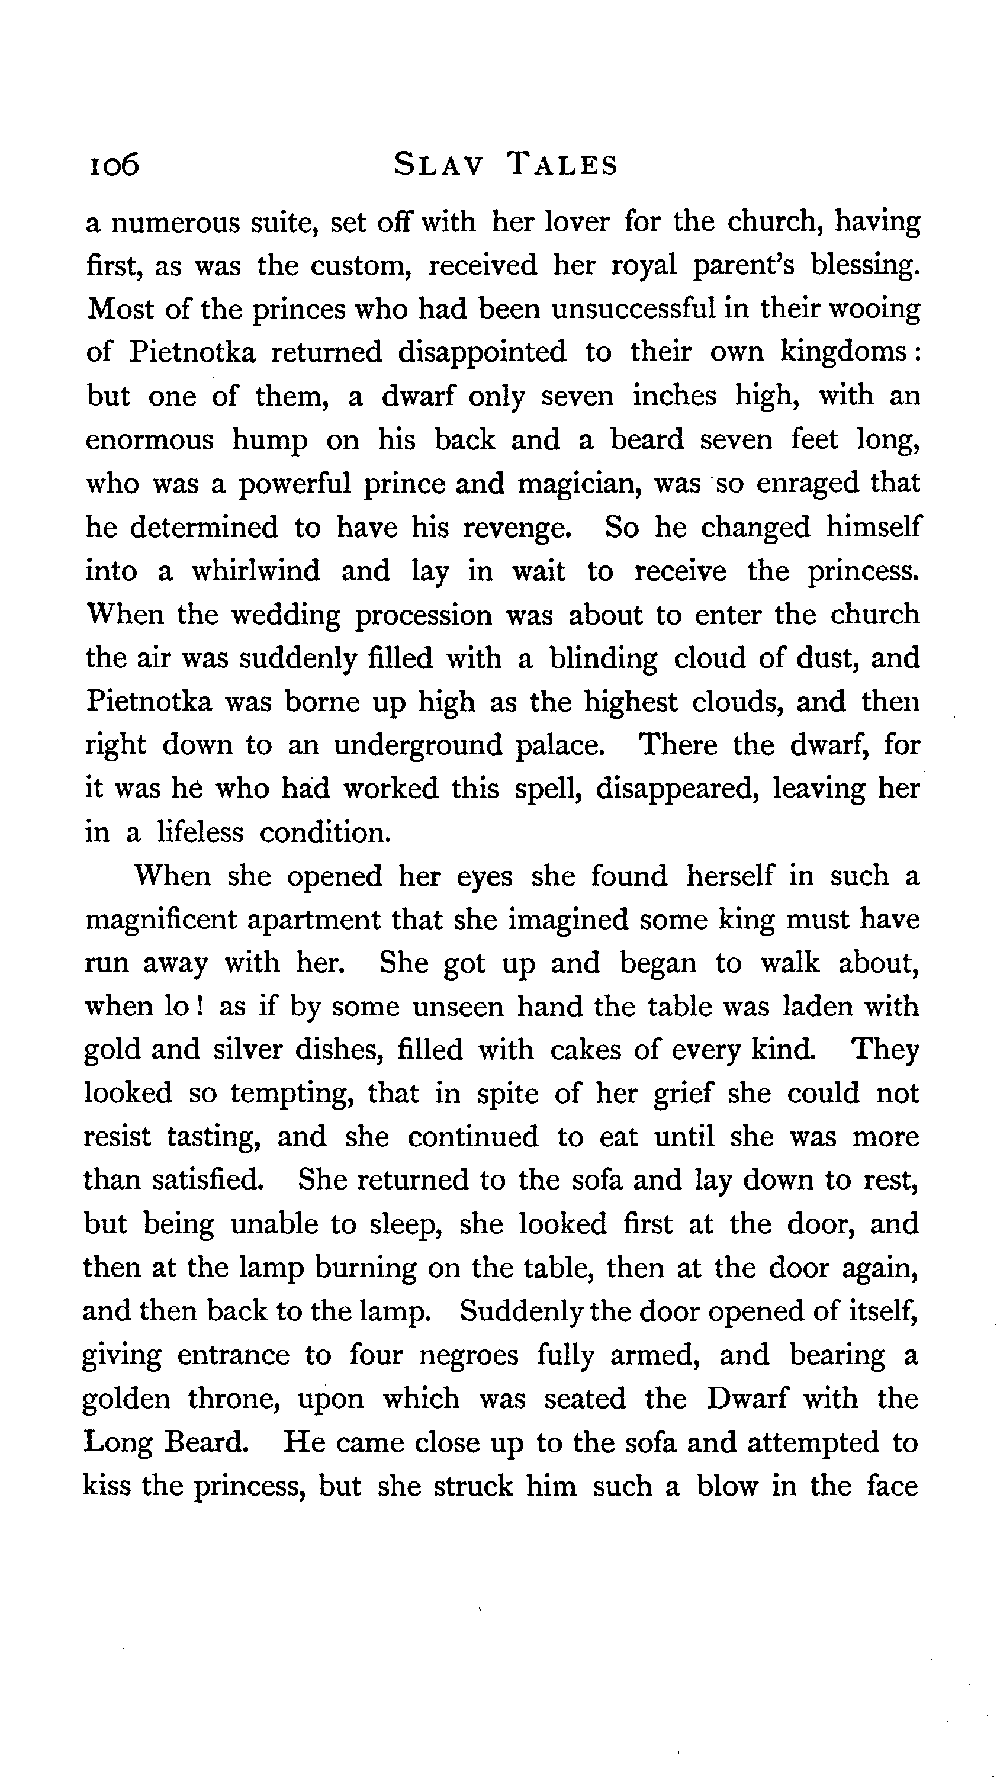 106 SLAV TALES
a numerous suite, set off with her lover for the church, having
first, as was the custom, received her royal parent's blessing.
Most of the princes who had been unsuccessful in their wooing
of Pietnotka returned disappointed to their own kingdoms :
but one of them, a dwarf only seven inches high, with an
enormous hump on his back and a beard seven feet long,
who was a powerful prince and magician, was so enraged that
he determined to have his revenge. So he changed himself
into a whirlwind and lay in wait to receive the princess.
When the wedding procession was about to enter the church
the air was suddenly filled with a blinding cloud of dust, and
Pietnotka was borne up high as the highest clouds, and then
right down to an underground palace. There the dwarf, for
it was he who had worked this spell, disappeared, leaving her
in a lifeless condition.
When she opened her eyes she found herself in such a
magnificent apartment that she imagined some king must have
run away with her. She got up and began to walk about,
when lo ! as if by some unseen hand the table was laden with
gold and silver dishes, filled with cakes of every kind. They
looked so tempting, that in spite of her grief she could not
resist tasting, and she continued to eat until she was more
than satisfied. She returned to the sofa and lay down to rest,
but being unable to sleep, she looked first at the door, and
then at the lamp burning on the table, then at the door again,
and then back to the lamp. Suddenly the door opened of itself,
giving entrance to four negroes fully armed, and bearing a
golden throne, upon which was seated the Dwarf with the
Long Beard. He came close up to the sofa and attempted to
kiss the princess, but she struck him such a blow in the face